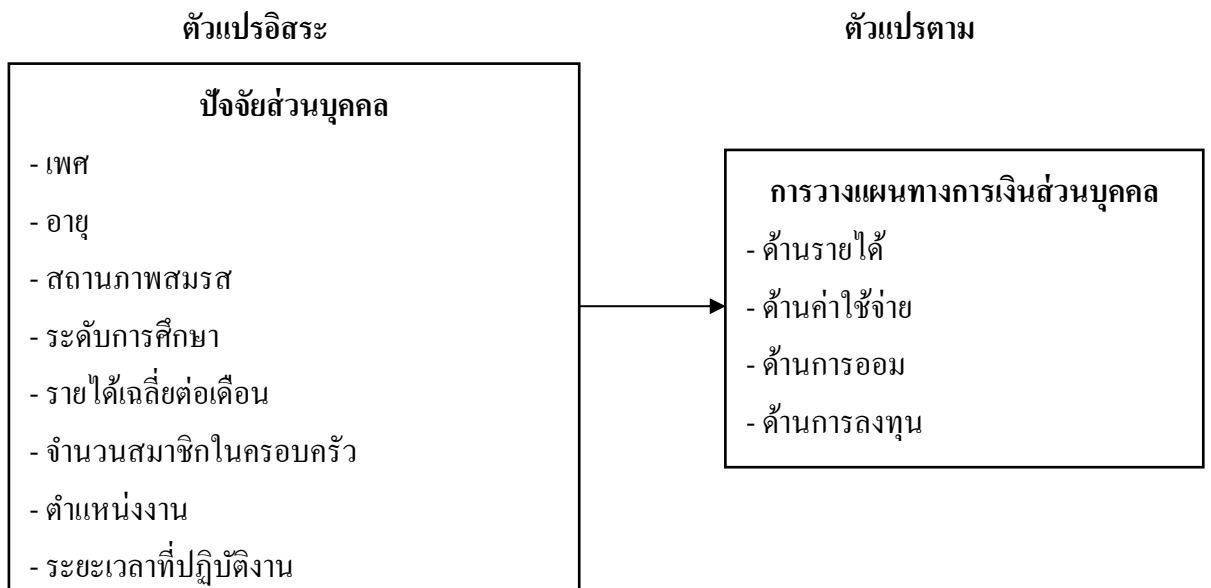 ตัวแปรอิสระ
ตัวแปรตาม
ปัจจัยส่วนบุคคล
- เพศ
- อายุ
- สถานภาพสมรส
- ระดับการศึกษา
- รายได้เฉลี่ยต่อเดือน
- จำนวนสมาชิกในครอบครัว
- ตำแหน่งงาน
- ระยะเวลาที่ปฏิบัติงาน
การวางแผนทางการเงินส่วนบุคคล
- ด้านรายได้
- ด้านค่าใช้จ่าย
- ด้านการออม
- ด้านการลงทุน